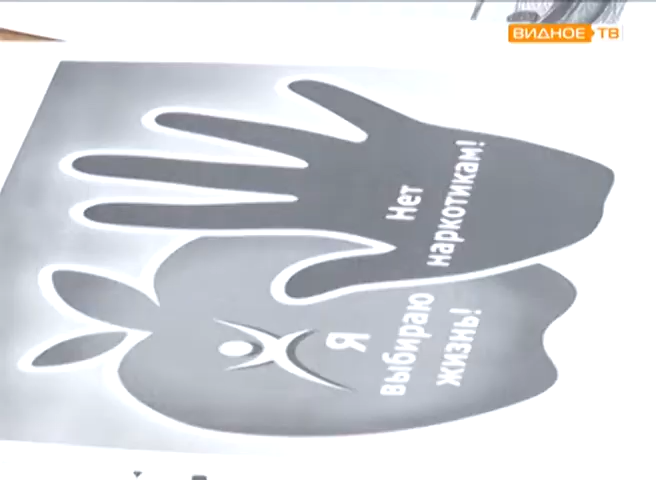 ВИДНОЕ ТВ
Нет
наркотикам!
Я
выбираю
жизнь!